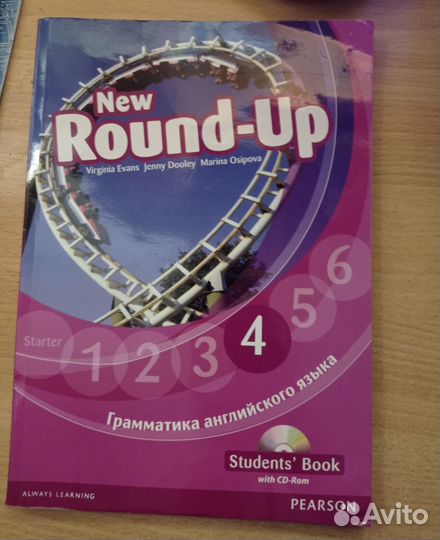 New
Round-Up
Virginia Evans Jenny Dooley Marina Osipova
Starter 1 2 3 4 5 6
Грамматика английского языка
Students' Book
with CD-Rom
ALWAYS LEARNING
PEARSON
Avito